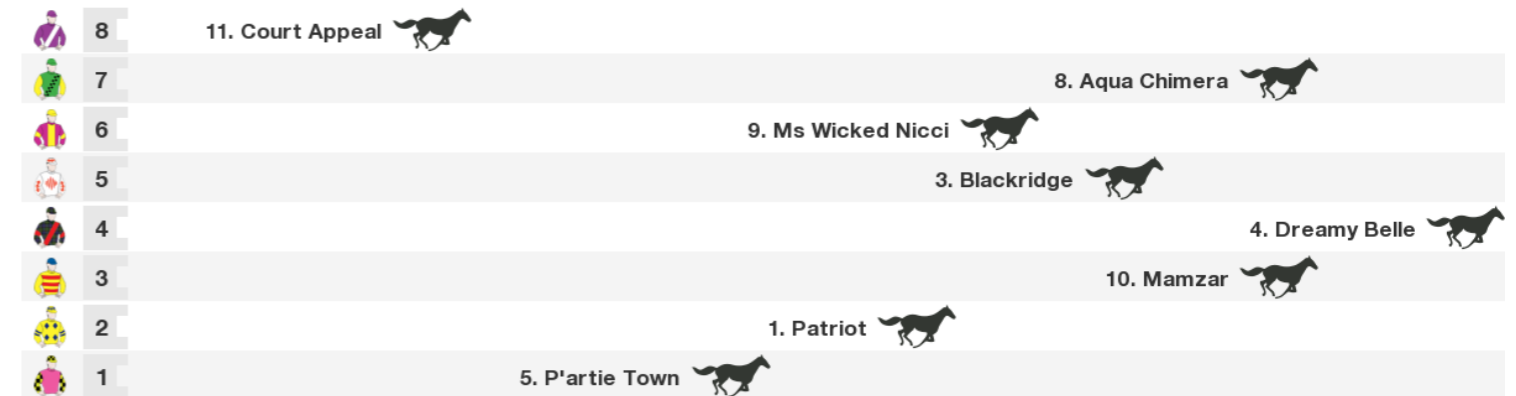 8 11. Court Appeal
7 8. Aqua Chimera
6 9. Ms Wicked Nicci
5 3. Blackridge
4 4. Dreamy Belle
3 10. Mamzar
2 1. Patriot
1 5. P'artie Town